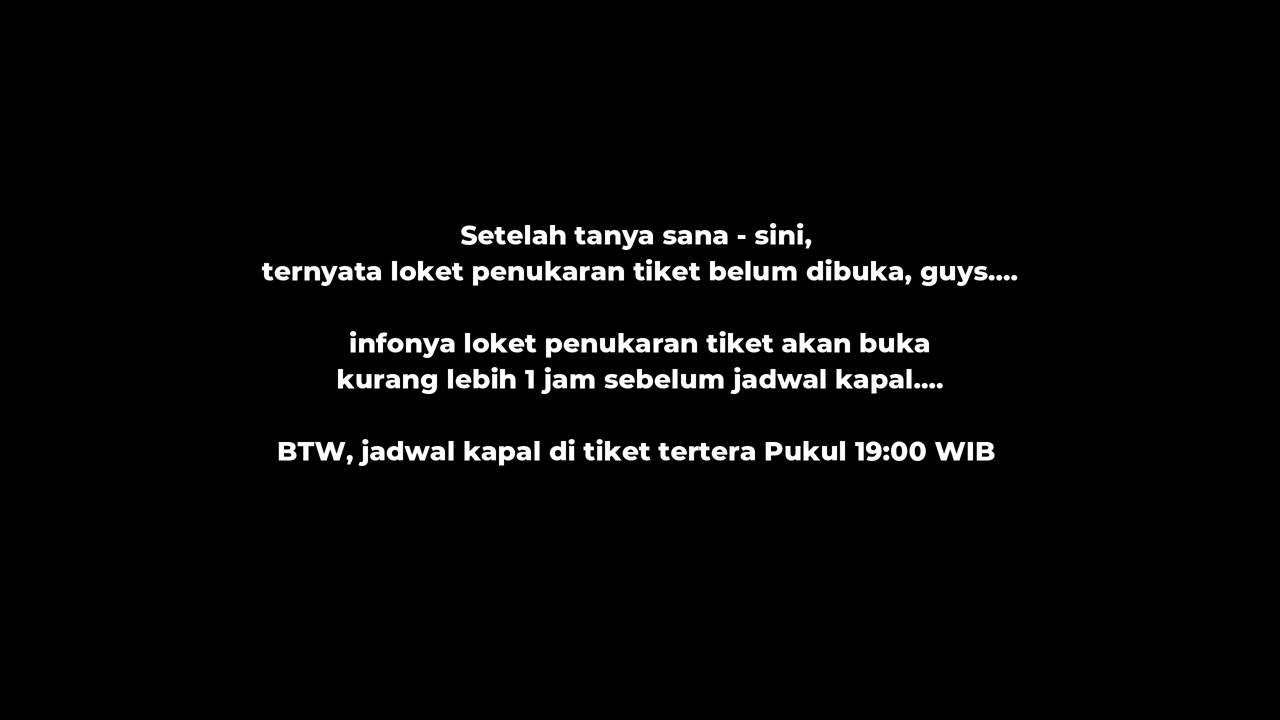 Setelah tanya sana - sini,
ternyata loket penukaran tiket belum dibuka, guys....
infonya loket penukaran tiket akan buka
kurang lebih 1 jam sebelum jadwal kapal....
BTW, jadwal kapal di tiket tertera Pukul 19:00 WIB